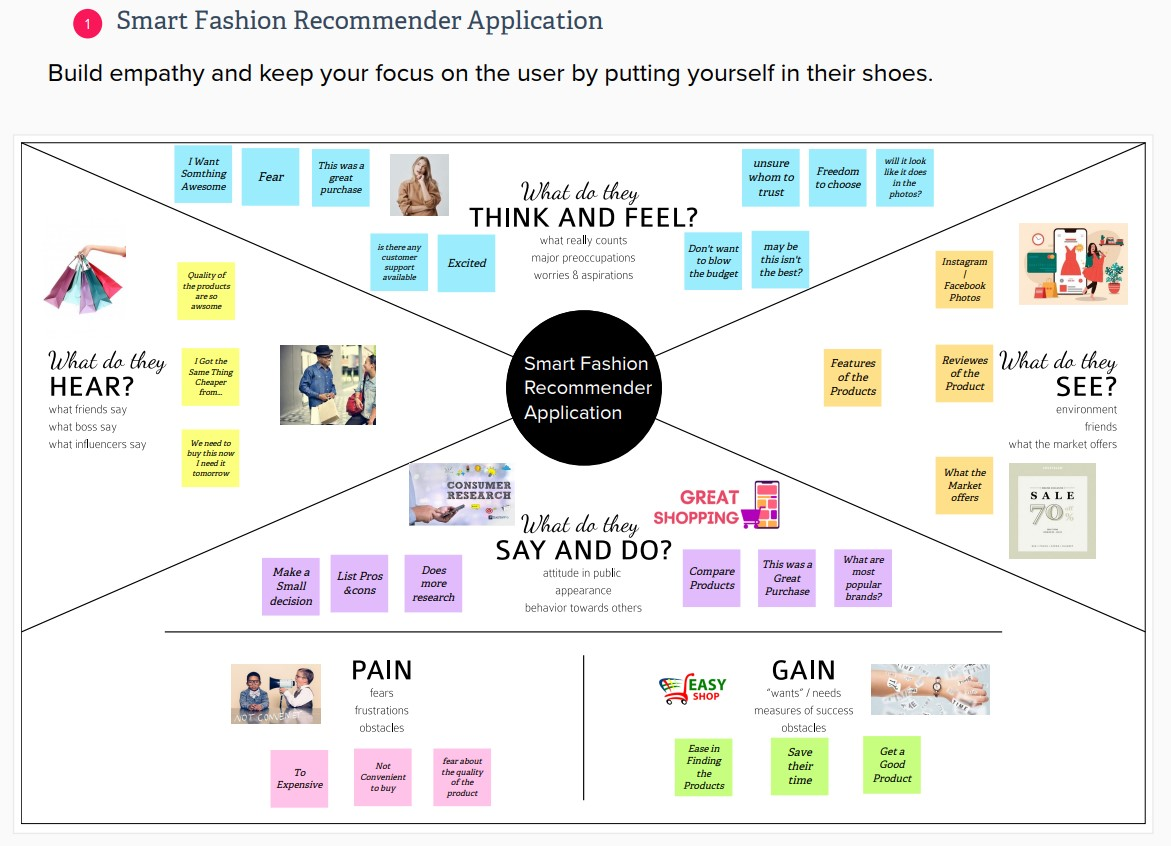 1 Smart Fashion Recommender Application
Build empathy and keep your focus on the user by putting yourself in their shoes.
I Want
Somthing
Awesome
Fear
This was a
great
purchase
unsure
whom to
trust
Freedom
to choose
will it look
like it does
in the
photos?
What do they
THINK AND FEEL?
what really counts
major preoccupations
worries & aspirations
is there any
customer
support
available
Excited
Don't want
to blow
the budget
may be
this isn't
the best?
Quality of
the products
are so
awsome
What do they
HEAR?
what friends say
what boss say
what influencers say
I Got the
Same Thing
Cheaper
from...
We need to
buy this now
I need it
tomorrow
Smart Fashion
Recommender
Application
Instagram
/
Facebook
Photos
Features
of the
Products
Reviewes
of the
Product
What do they
SEE?
environment
friends
what the market offers
What the
Market
offers
SALE
70% off
CONSUMER
RESEARCH
GREAT
SHOPPING
What do they
SAY AND DO?
attitude in public
appearance
behavior towards others
Make a
Small
decision
List Pros
&cons
Does
more
research
Compare
Products
This was a
Great
Purchase
What are
most
popular
brands?
PAIN
fears
frustrations
obstacles
To
Expensive
Not
Convenient
to buy
fear about
the quality
of the
product
EASY
SHOP
GAIN
"wants" / needs
measures of success
obstacles
TIME
Ease in
Finding
the
Products
Save
their
time
Get a
Good
Product